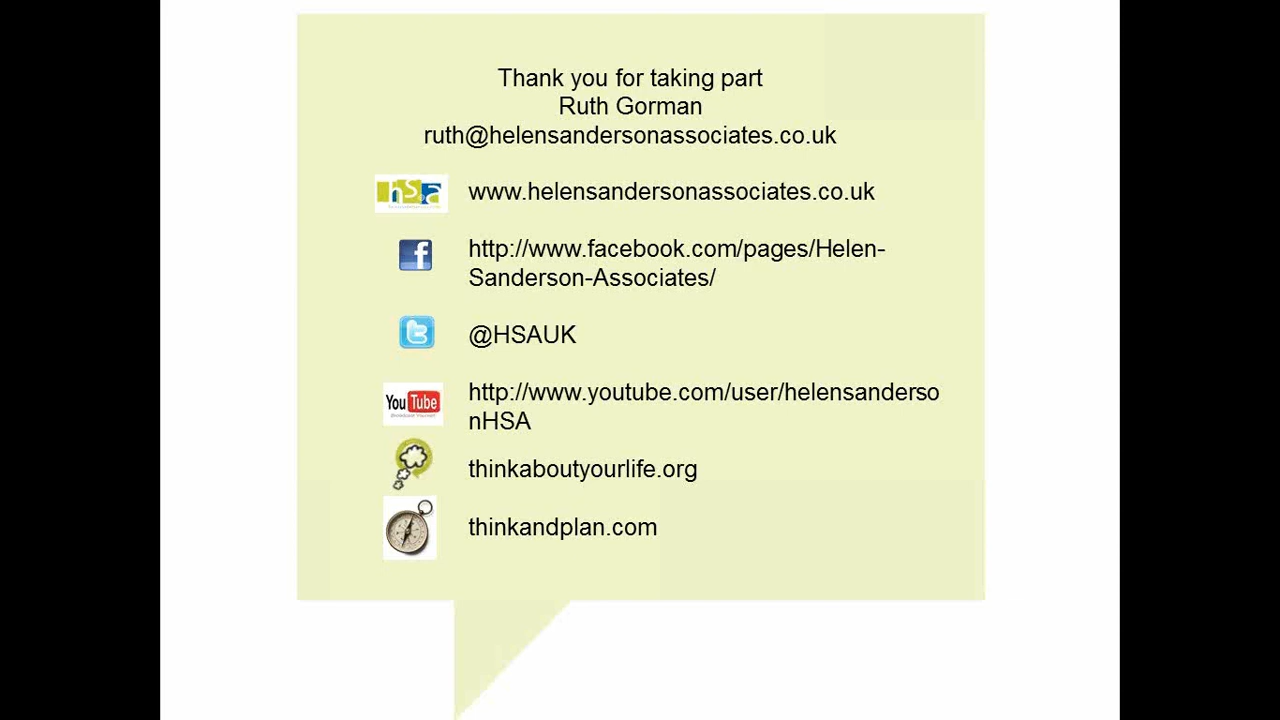 Thank you for taking part
Ruth Gorman
ruth@helensandersonassociates.co.uk
hsa
www.helensandersonassociates.co.uk
f
http://www.facebook.com/pages/Helen-
Sanderson-Associates/
t
@HSAUK
You Tube
http://www.youtube.com/user/helensanderso
nHSA
thinkaboutyourlife.org
thinkandplan.com